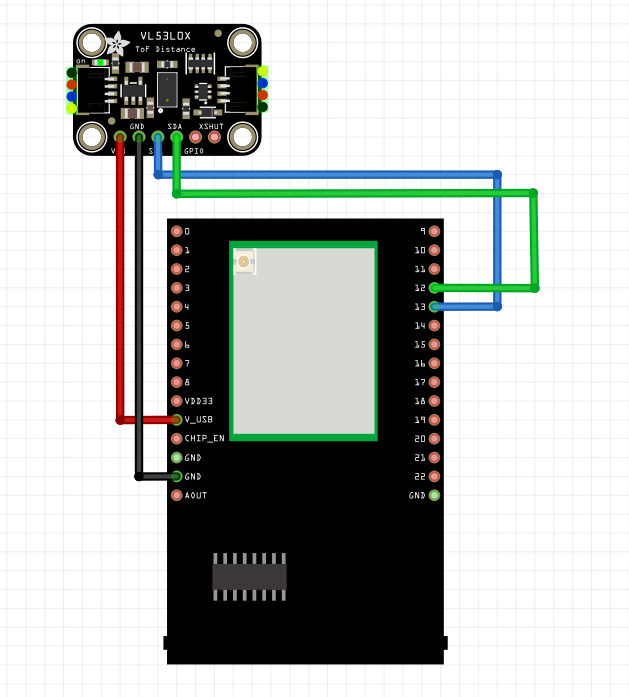 VL53L0X
ToF Distance
on
GND
SDA
XSHUT
GPIO
0
1
2
3
4
5
6
7
8
VDD33
V_USB
CHIP_EN
GND
GND
AOUT
9
10
11
12
13
14
15
16
17
18
19
20
21
22
GND